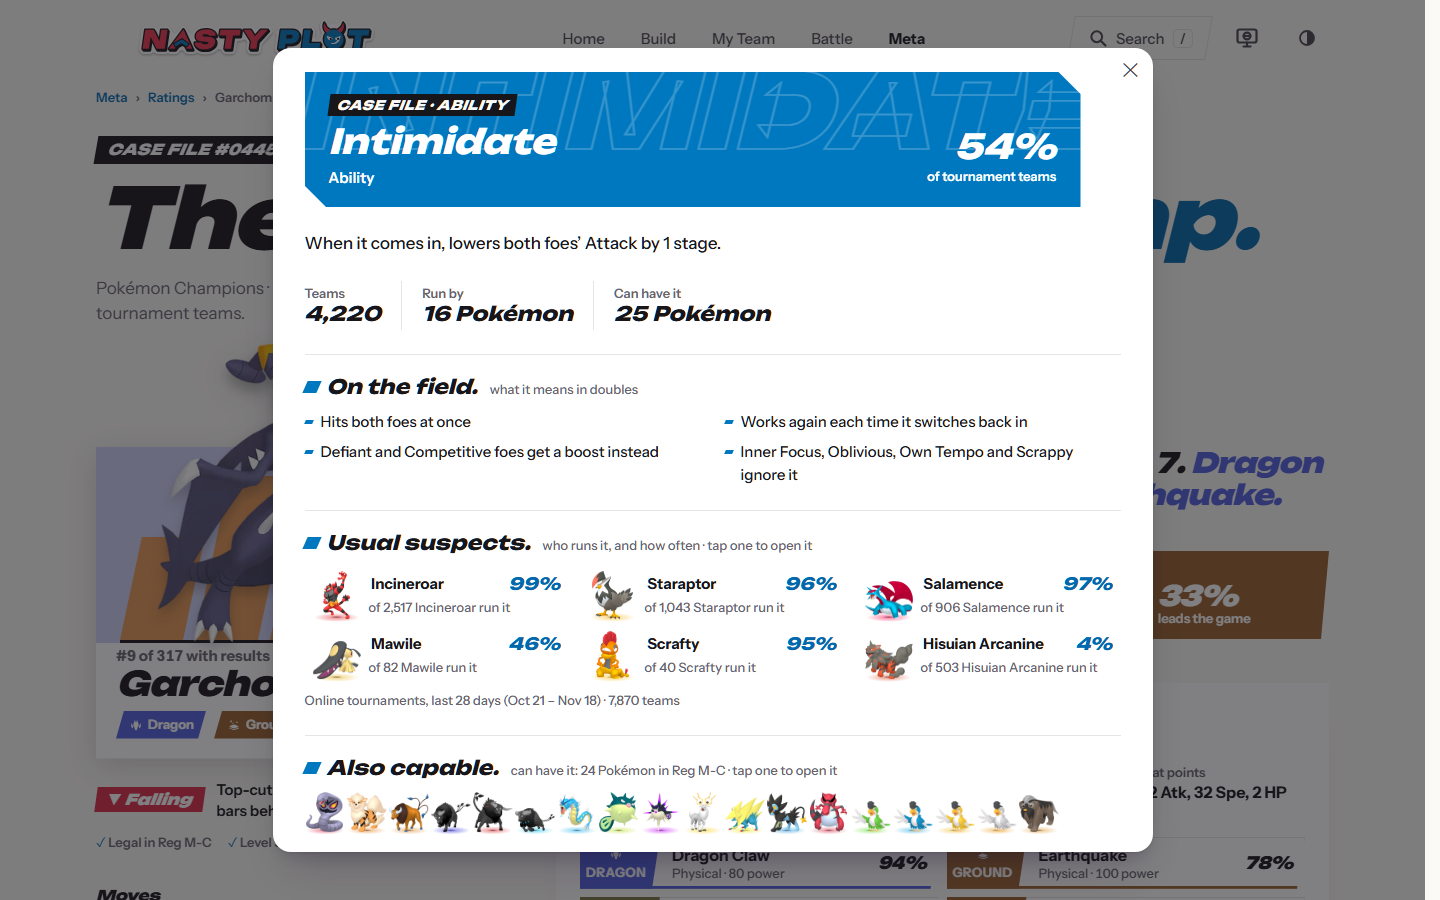 NASTY PLOT
Home
Build
My Team
Battle
Meta
Search /
Meta › Ratings › Garchom
CASE FILE #0445
The
mp.
Pokémon Champions ·
tournament teams.
7. Dragon
hquake.
33%
leads the game
#9 of 317 with results
Garcho
Dragon
Grou
Falling
Top-cut
bars beh
✓ Legal in Reg M-C
✓ Level
Moves
at points
2 Atk, 32 Spe, 2 HP
DRAGON
Dragon Claw
Physical · 80 power
94%
GROUND
Earthquake
Physical · 100 power
78%
INTIMIDATE
CASE FILE · ABILITY
Intimidate
Ability
54%
of tournament teams
When it comes in, lowers both foes’ Attack by 1 stage.
Teams
4,220
Run by
16 Pokémon
Can have it
25 Pokémon
On the field. what it means in doubles
Hits both foes at once
Works again each time it switches back in
Defiant and Competitive foes get a boost instead
Inner Focus, Oblivious, Own Tempo and Scrappy
ignore it
Usual suspects. who runs it, and how often · tap one to open it
Incineroar 99%
of 2,517 Incineroar run it
Staraptor 96%
of 1,043 Staraptor run it
Salamence 97%
of 906 Salamence run it
Mawile 46%
of 82 Mawile run it
Scrafty 95%
of 40 Scrafty run it
Hisuian Arcanine 4%
of 503 Hisuian Arcanine run it
Online tournaments, last 28 days (Oct 21 – Nov 18) · 7,870 teams
Also capable. can have it: 24 Pokémon in Reg M-C · tap one to open it